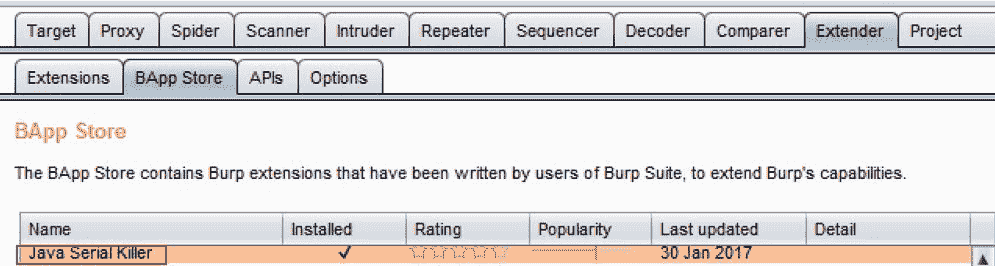 Target Proxy Spider Scanner Intruder Repeater Sequencer Decoder Comparer Extender Project
Extensions BApp Store APIs Options
BApp Store
The BApp Store contains Burp extensions that have been written by users of Burp Suite, to extend Burp's capabilities.
Name Installed Rating Popularity Last updated Detail
Java Serial Killer ✓ 30 Jan 2017